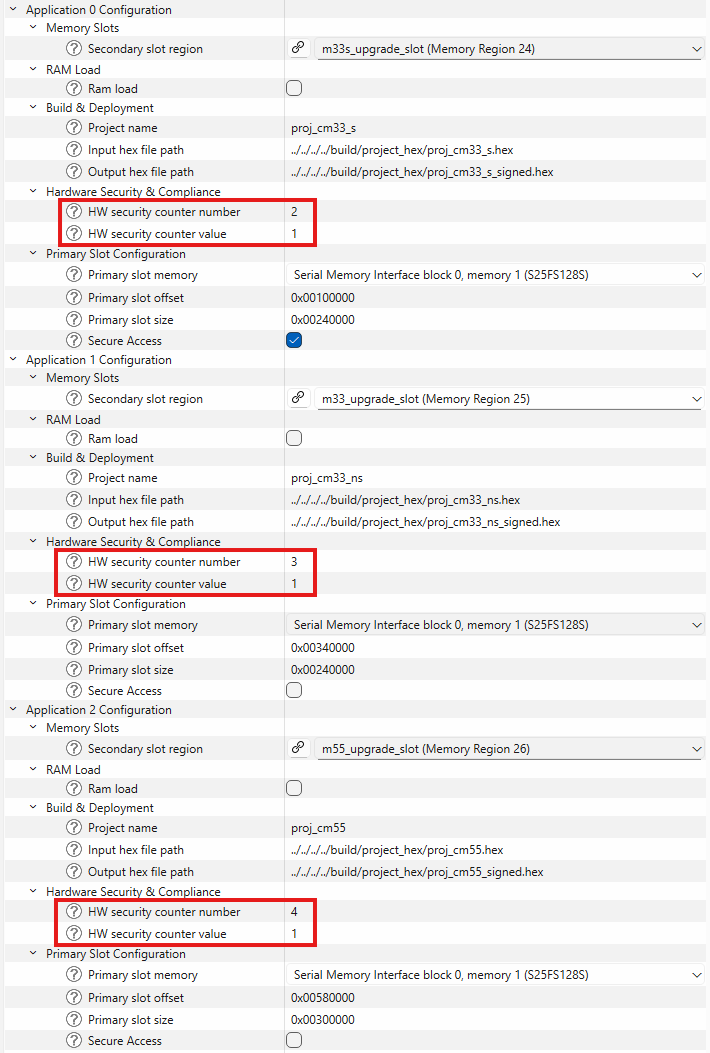 Application 0 Configuration
Memory Slots
? Secondary slot region m33s_upgrade_slot (Memory Region 24)
RAM Load
? Ram load
Build & Deployment
? Project name proj_cm33_s
? Input hex file path ../../../../build/project_hex/proj_cm33_s.hex
? Output hex file path ../../../../build/project_hex/proj_cm33_s_signed.hex
Hardware Security & Compliance
? HW security counter number 2
? HW security counter value 1
Primary Slot Configuration
? Primary slot memory Serial Memory Interface block 0, memory 1 (S25FS128S)
? Primary slot offset 0x00100000
? Primary slot size 0x00240000
? Secure Access
Application 1 Configuration
Memory Slots
? Secondary slot region m33_upgrade_slot (Memory Region 25)
RAM Load
? Ram load
Build & Deployment
? Project name proj_cm33_ns
? Input hex file path ../../../../build/project_hex/proj_cm33_ns.hex
? Output hex file path ../../../../build/project_hex/proj_cm33_ns_signed.hex
Hardware Security & Compliance
? HW security counter number 3
? HW security counter value 1
Primary Slot Configuration
? Primary slot memory Serial Memory Interface block 0, memory 1 (S25FS128S)
? Primary slot offset 0x00340000
? Primary slot size 0x00240000
? Secure Access
Application 2 Configuration
Memory Slots
? Secondary slot region m55_upgrade_slot (Memory Region 26)
RAM Load
? Ram load
Build & Deployment
? Project name proj_cm55
? Input hex file path ../../../../build/project_hex/proj_cm55.hex
? Output hex file path ../../../../build/project_hex/proj_cm55_signed.hex
Hardware Security & Compliance
? HW security counter number 4
? HW security counter value 1
Primary Slot Configuration
? Primary slot memory Serial Memory Interface block 0, memory 1 (S25FS128S)
? Primary slot offset 0x00580000
? Primary slot size 0x00300000
? Secure Access